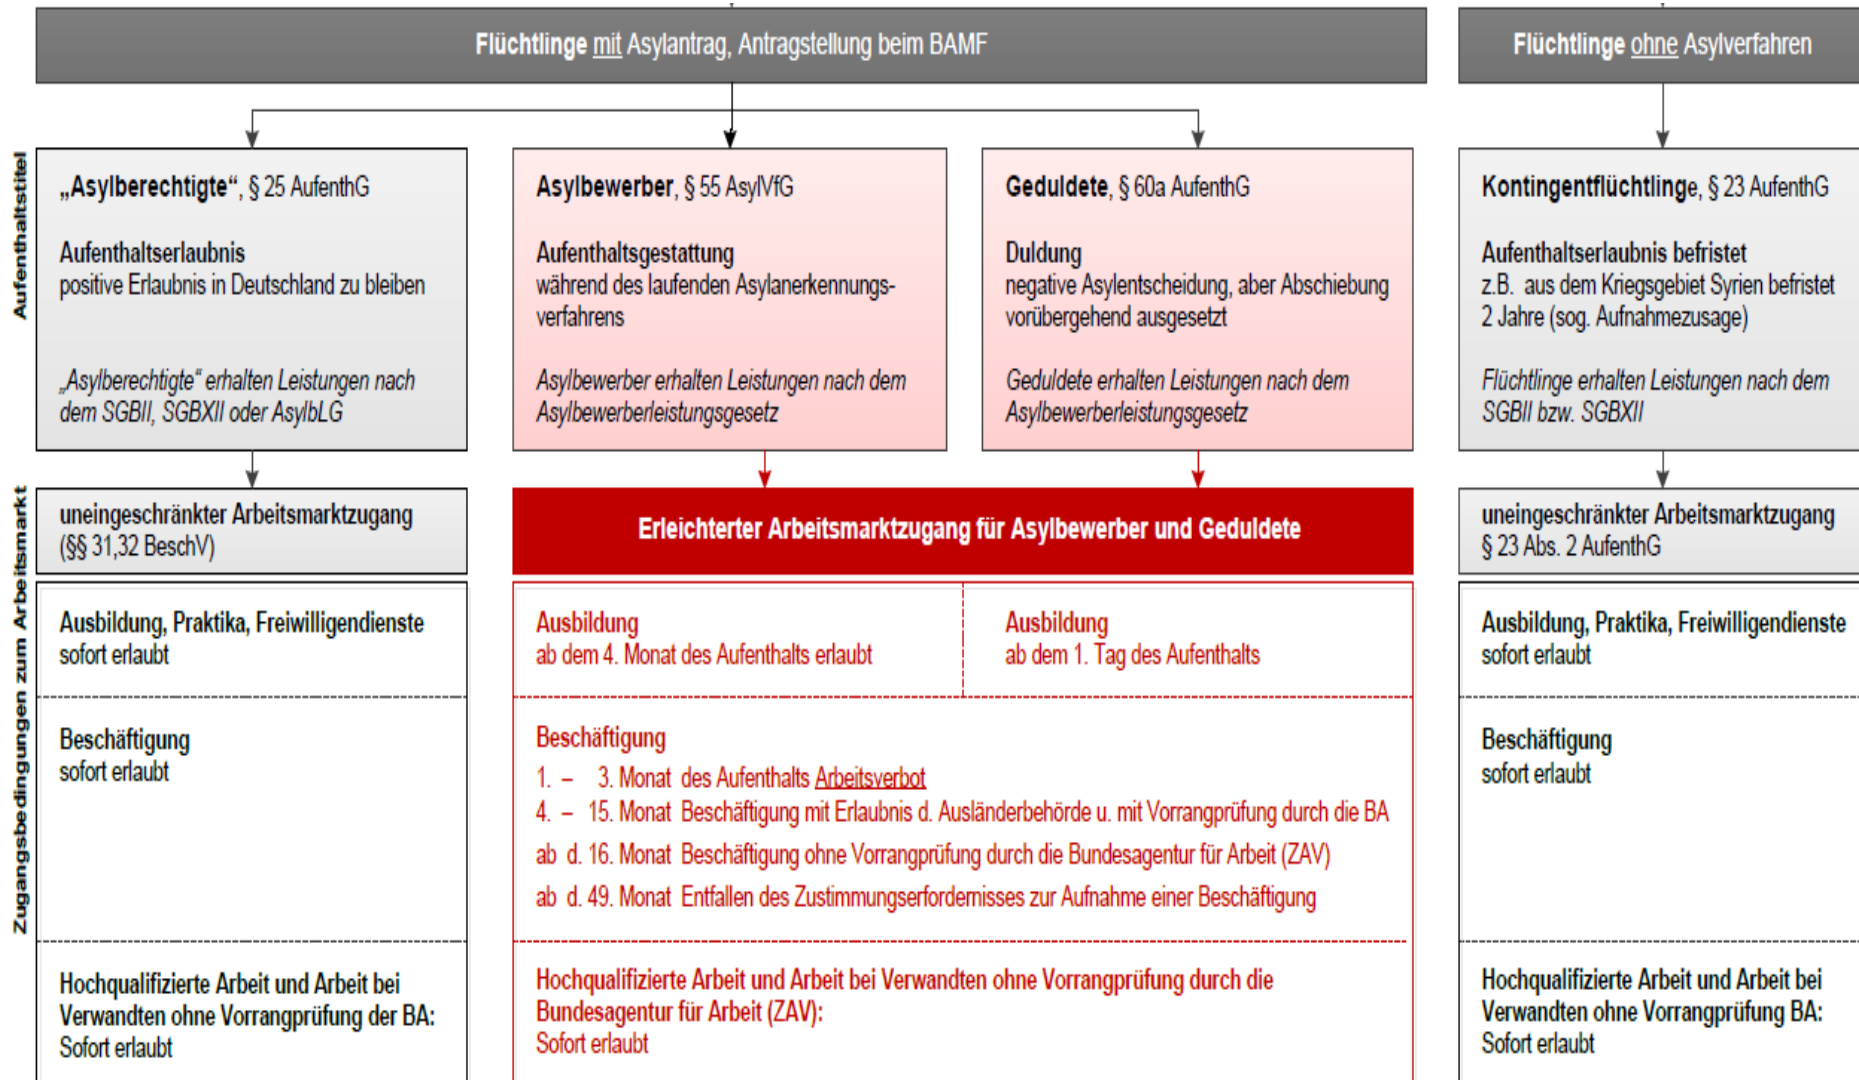 Flüchtlinge mit Asylantrag, Antragstellung beim BAMF
Flüchtlinge ohne Asylverfahren
Aufenthaltstitel
„Asylberechtigte“, § 25 AufenthG
Aufenthaltserlaubnis
positive Erlaubnis in Deutschland zu bleiben
„Asylberechtigte“ erhalten Leistungen nach
dem SGBII, SGBXII oder AsylbLG
Asylbewerber, § 55 AsylVfG
Aufenthaltsgestattung
während des laufenden Asylanerkennungs-
verfahrens
Asylbewerber erhalten Leistungen nach dem
Asylbewerberleistungsgesetz
Geduldete, § 60a AufenthG
Duldung
negative Asylentscheidung, aber Abschiebung
vorübergehend ausgesetzt
Geduldete erhalten Leistungen nach dem
Asylbewerberleistungsgesetz
Kontingentflüchtlinge, § 23 AufenthG
Aufenthaltserlaubnis befristet
z.B. aus dem Kriegsgebiet Syrien befristet
2 Jahre (sog. Aufnahmezusage)
Flüchtlinge erhalten Leistungen nach dem
SGBII bzw. SGBXII
Zugangsbedingungen zum Arbeitsmarkt
uneingeschränkter Arbeitsmarktzugang
(§§ 31,32 BeschV)
Ausbildung, Praktika, Freiwilligendienste
sofort erlaubt
Beschäftigung
sofort erlaubt
Hochqualifizierte Arbeit und Arbeit bei
Verwandten ohne Vorrangprüfung der BA:
Sofort erlaubt
Erleichterter Arbeitsmarktzugang für Asylbewerber und Geduldete
Ausbildung
ab dem 4. Monat des Aufenthalts erlaubt
Ausbildung
ab dem 1. Tag des Aufenthalts
Beschäftigung
1. – 3. Monat des Aufenthalts Arbeitsverbot
4. – 15. Monat Beschäftigung mit Erlaubnis d. Ausländerbehörde u. mit Vorrangprüfung durch die BA
ab d. 16. Monat Beschäftigung ohne Vorrangprüfung durch die Bundesagentur für Arbeit (ZAV)
ab d. 49. Monat Entfallen des Zustimmungserfordernisses zur Aufnahme einer Beschäftigung
Hochqualifizierte Arbeit und Arbeit bei Verwandten ohne Vorrangprüfung durch die
Bundesagentur für Arbeit (ZAV):
Sofort erlaubt
uneingeschränkter Arbeitsmarktzugang
§ 23 Abs. 2 AufenthG
Ausbildung, Praktika, Freiwilligendienste
sofort erlaubt
Beschäftigung
sofort erlaubt
Hochqualifizierte Arbeit und Arbeit bei
Verwandten ohne Vorrangprüfung BA:
Sofort erlaubt